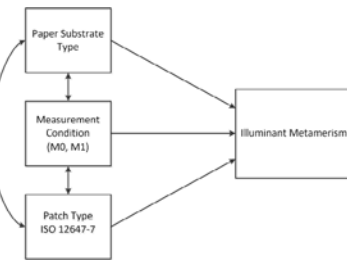 Paper Substrate
Type
Measurement
Condition
(M0, M1)
Illuminant Metamerism
Patch Type
ISO 12647-7